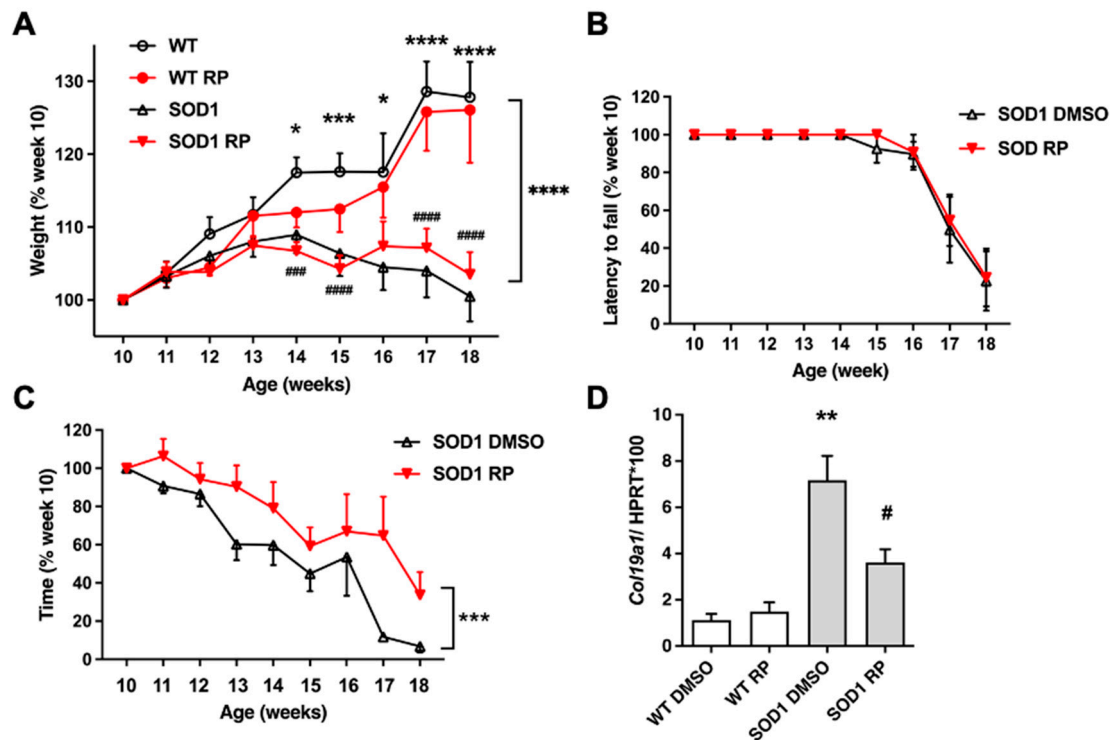 A
WT
WT RP
SOD1
SOD1 RP
Weight (% week 10)
130
120
110
100
*
***
*
****
****
****
###
####
####
####
10 11 12 13 14 15 16 17 18
Age (weeks)
B
SOD1 DMSO
SOD RP
Latency to fall (% week 10)
120
100
80
60
40
20
0
10 11 12 13 14 15 16 17 18
Age (week)
C
SOD1 DMSO
SOD1 RP
Time (% week 10)
120
100
80
60
40
20
0
***
10 11 12 13 14 15 16 17 18
Age (weeks)
D
Col19a1/ HPRT*100
10
8
6
4
2
0
**
#
WT DMSO
WT RP
SOD1 DMSO
SOD1 RP